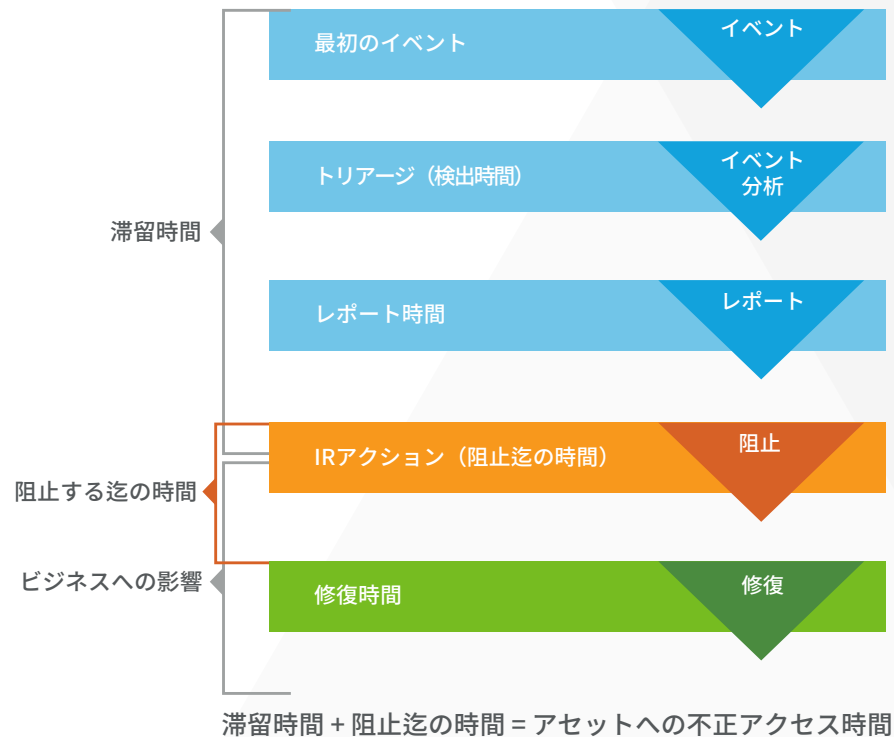 最初のイベント
イベント
トリアージ（検出時間）
イベント
分析
滞留時間
レポート時間
レポート
IRアクション（阻止迄の時間）
阻止
阻止する迄の時間
ビジネスへの影響
修復時間
修復
滞留時間 + 阻止迄の時間 = アセットへの不正アクセス時間